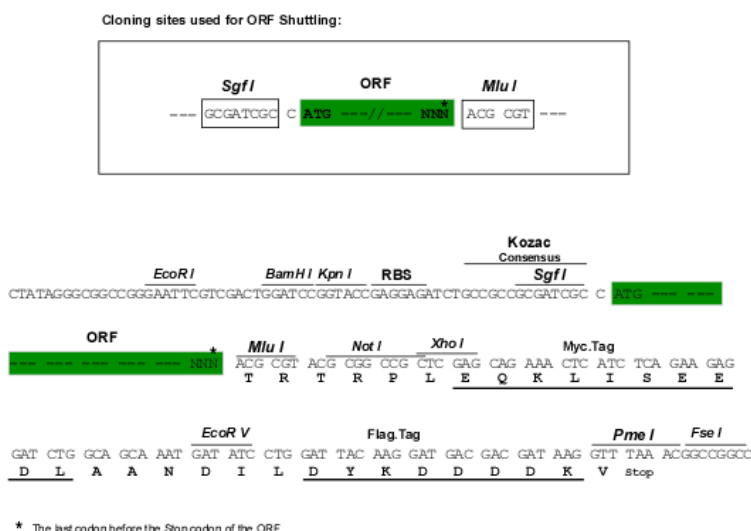 Cloning sites used for ORF Shuttling:
Sgf I ORF Mlu I
*
--- GCGATCGC C ATG ---//--- NNN ACG CGT ---
Kozac
Consensus
EcoR I BamH I Kpn I RBS Sgf I
CTATAGGGCGGCCGGGAATTCGTCGACTGGATCCGGTACCGAGGAGATCTGCCGCCGCGATCGC C ATG --- ---
ORF
*
Mlu I Not I Xho I Myc.Tag
--- --- --- --- --- --- NNN ACG CGT ACG CGG CCG CTC GAG CAG AAA CTC ATC TCA GAA GAG
T R T R P L E Q K L I S E E
EcoR V Flag.Tag Pme I Fse I
GAT CTG GCA GCA AAT GAT ATC CTG GAT TAC AAG GAT GAC GAC GAT AAG GTT TAA ACGGCCGGCC
D L A A N D I L D Y K D D D D K V Stop
* The last codon before the Stop codon of the ORF